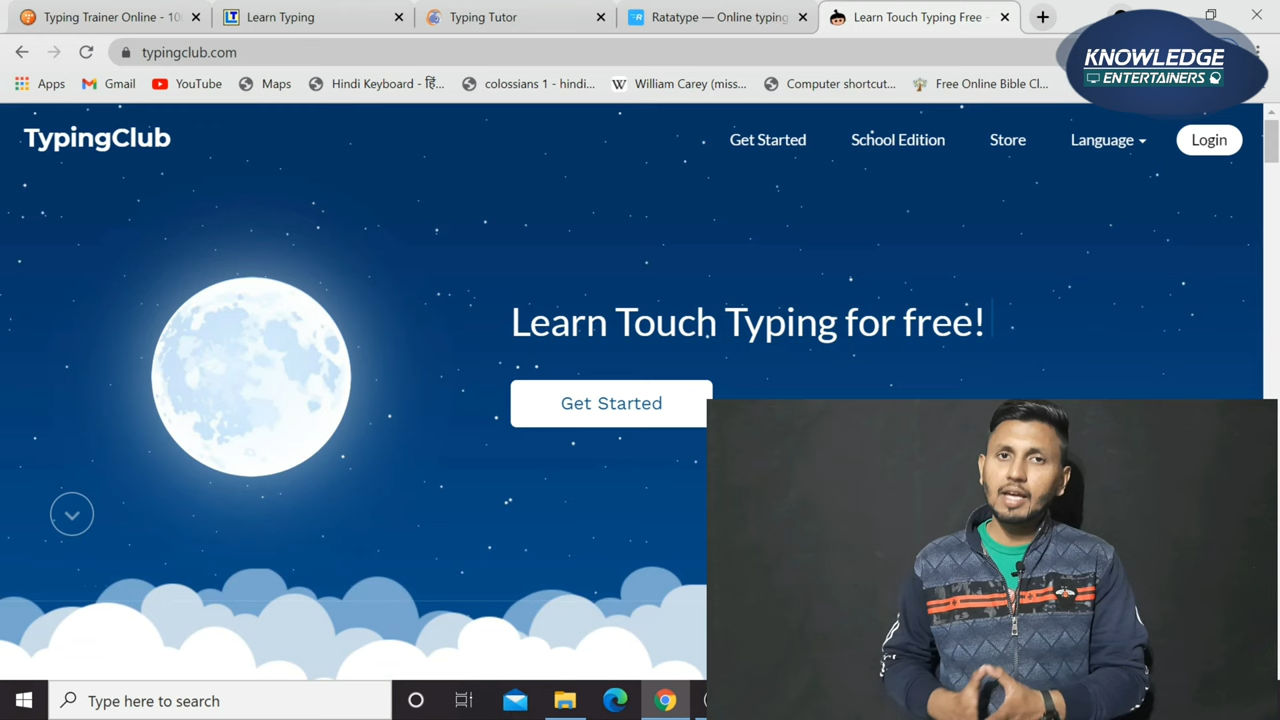 Typing Trainer Online - 10
Learn Typing
Typing Tutor
Ratatype — Online typing
Learn Touch Typing Free -
typingclub.com
KNOWLEDGE
ENTERTAINERS
Apps
Gmail
YouTube
Maps
Hindi Keyboard - हिं...
colossians 1 - hindi...
William Carey (miss...
Computer shortcut...
Free Online Bible Cl...
TypingClub
Get Started
School Edition
Store
Language
Login
Learn Touch Typing for free!
Get Started
Type here to search